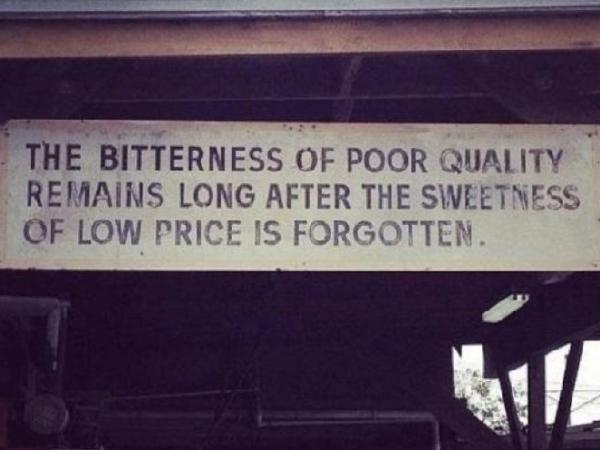 THE BITTERNESS OF POOR QUALITY
REMAINS LONG AFTER THE SWEETNESS
OF LOW PRICE IS FORGOTTEN.